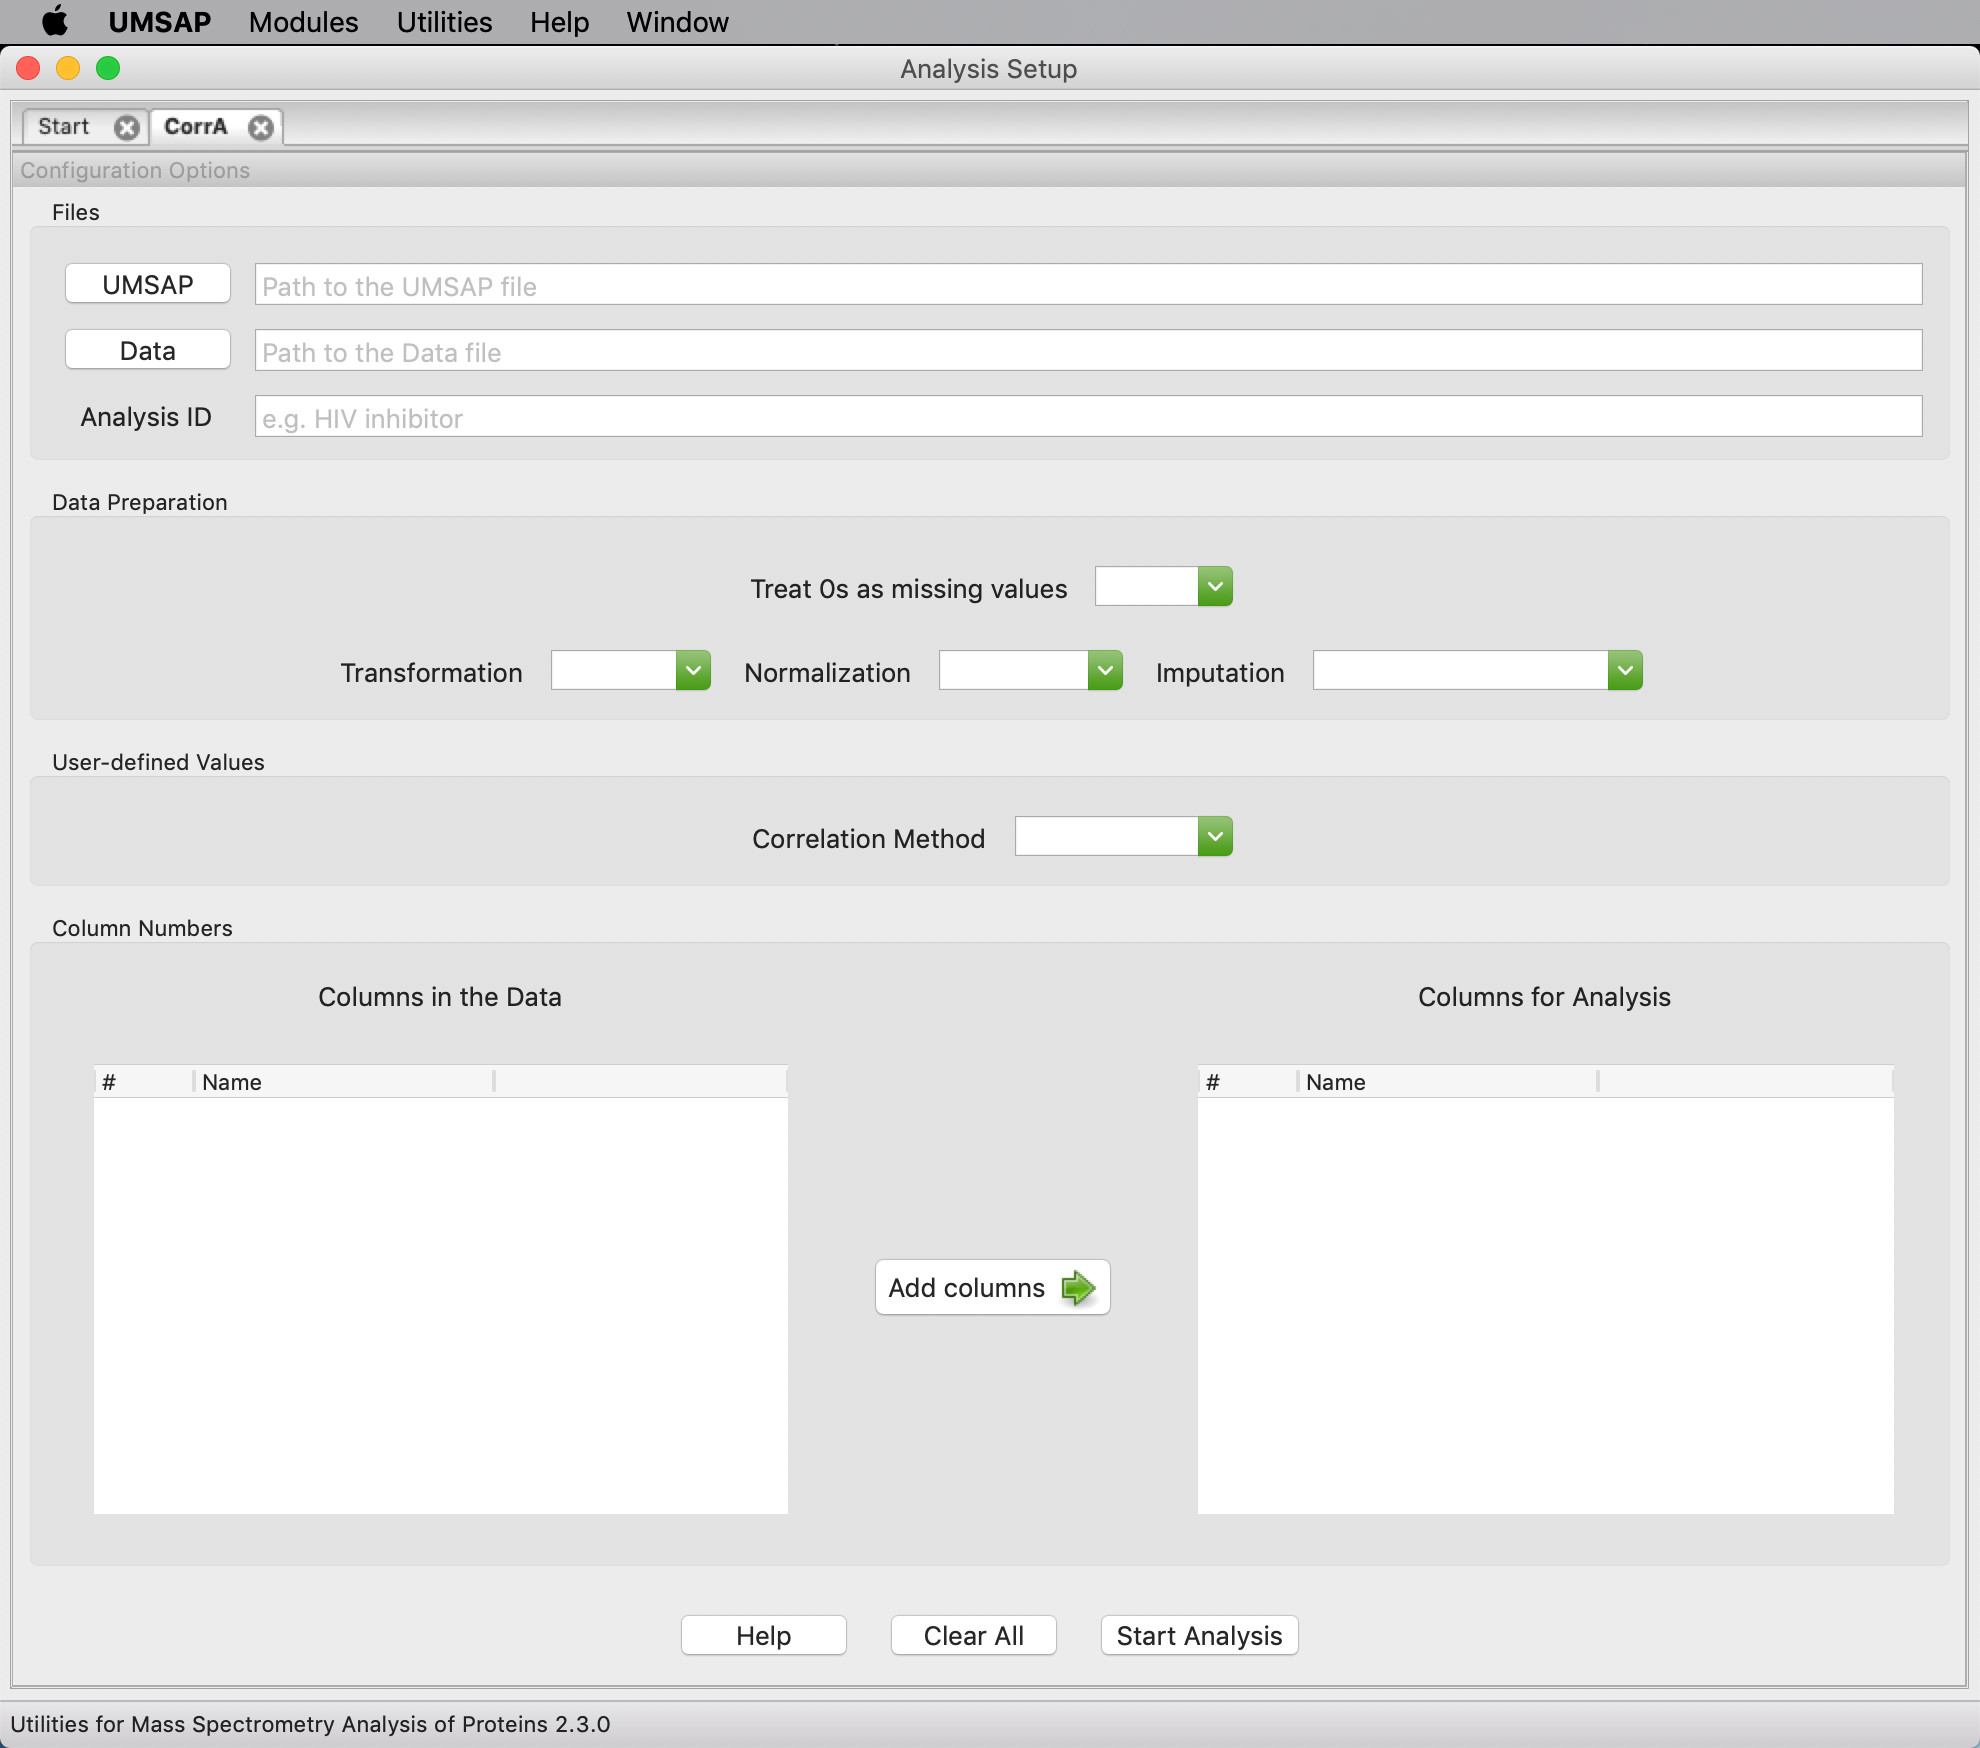 UMSAP Modules Utilities Help Window
Analysis Setup
Start CorrA
Configuration Options
Files
UMSAP Path to the UMSAP file
Data Path to the Data file
Analysis ID e.g. HIV inhibitor
Data Preparation
Treat 0s as missing values
Transformation Normalization Imputation
User-defined Values
Correlation Method
Column Numbers
Columns in the Data Columns for Analysis
# Name # Name
Add columns
Help Clear All Start Analysis
Utilities for Mass Spectrometry Analysis of Proteins 2.3.0